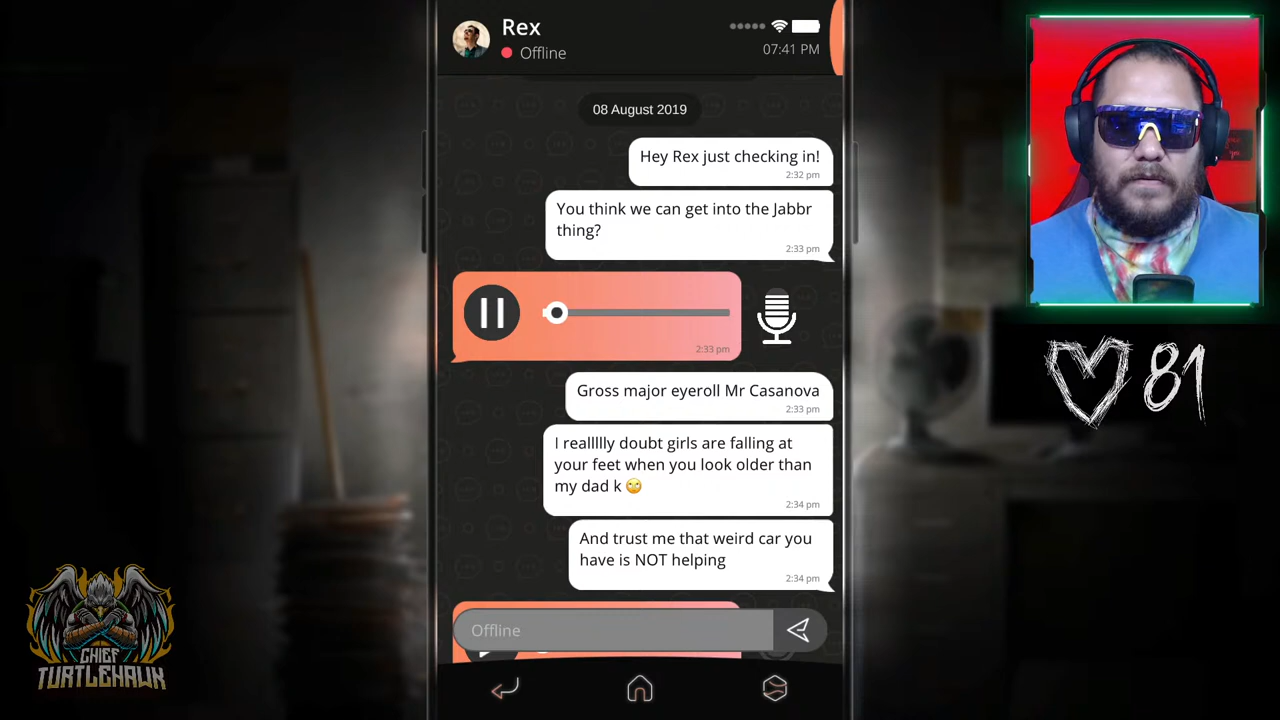 Rex
Offline
07:41 PM
08 August 2019
Hey Rex just checking in!
2:32 pm
You think we can get into the Jabbr
thing?
2:33 pm
2:33 pm
Gross major eyeroll Mr Casanova
2:33 pm
I reallllly doubt girls are falling at
your feet when you look older than
my dad k 🙄
2:34 pm
And trust me that weird car you
have is NOT helping
2:34 pm
Offline
81
CHIEF
TURTLEHAWK